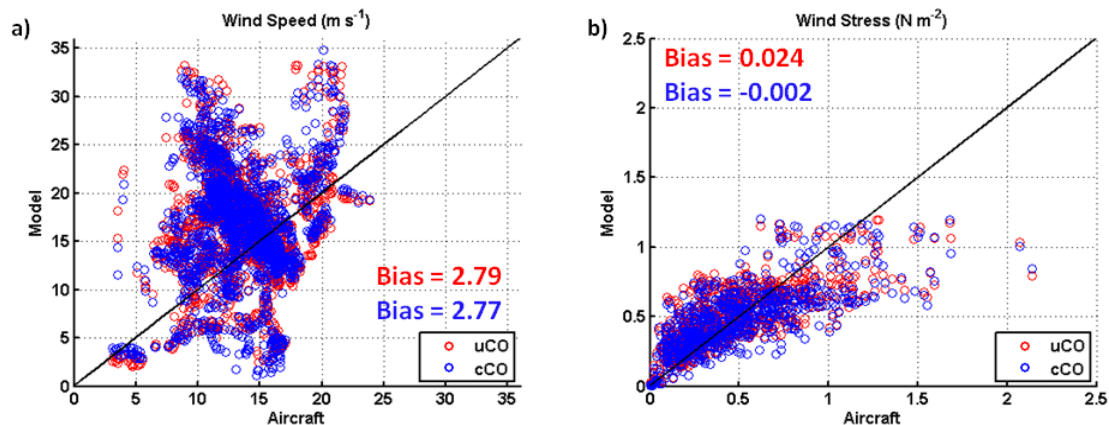 a)
Wind Speed (m s⁻¹)
35
30
25
20
15
10
5
0
Model
Bias = 2.79
Bias = 2.77
uCO
cCO
0 5 10 15 20 25 30 35
Aircraft
b)
Wind Stress (N m⁻²)
2.5
2
1.5
1
0.5
0
Model
Bias = 0.024
Bias = -0.002
uCO
cCO
0 0.5 1 1.5 2 2.5
Aircraft